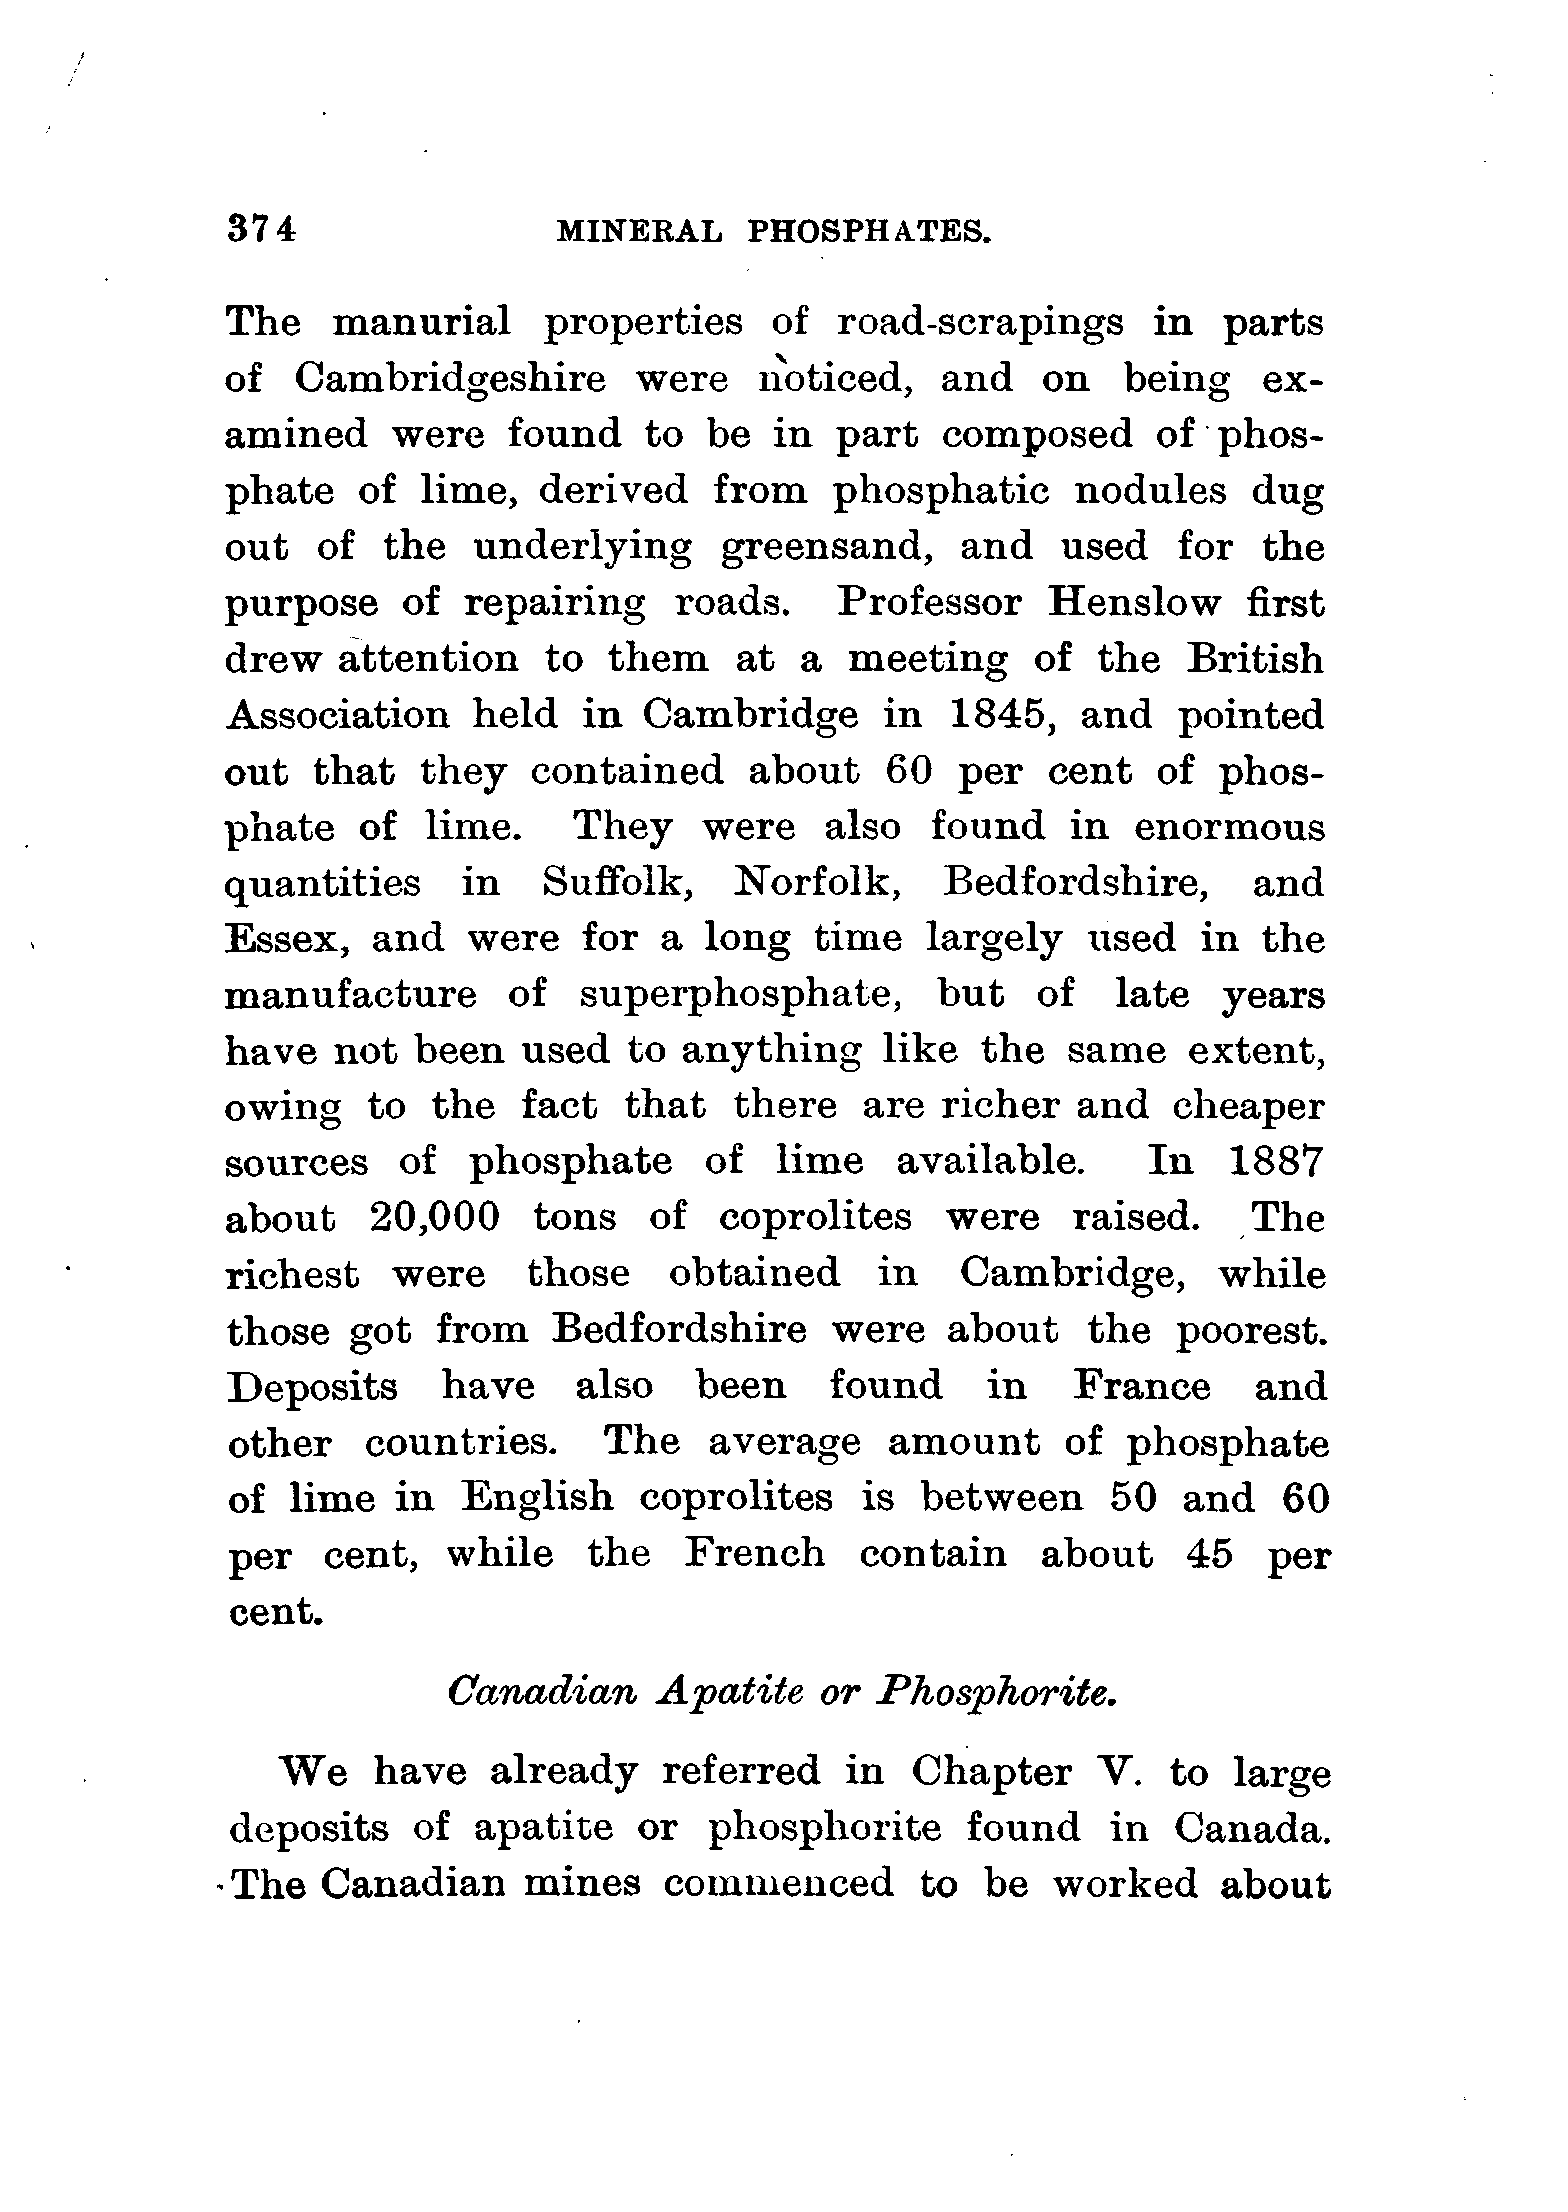 374 MINERAL PHOSPHATES.
The manurial properties of road-scrapings in parts
of Cambridgeshire were noticed, and on being ex-
amined were found to be in part composed of phos-
phate of lime, derived from phosphatic nodules dug
out of the underlying greensand, and used for the
purpose of repairing roads. Professor Henslow first
drew attention to them at a meeting of the British
Association held in Cambridge in 1845, and pointed
out that they contained about 60 per cent of phos-
phate of lime. They were also found in enormous
quantities in Suffolk, Norfolk, Bedfordshire, and
Essex, and were for a long time largely used in the
manufacture of superphosphate, but of late years
have not been used to anything like the same extent,
owing to the fact that there are richer and cheaper
sources of phosphate of lime available. In 1887
about 20,000 tons of coprolites were raised. The
richest were those obtained in Cambridge, while
those got from Bedfordshire were about the poorest.
Deposits have also been found in France and
other countries. The average amount of phosphate
of lime in English coprolites is between 50 and 60
per cent, while the French contain about 45 per
cent.
Canadian Apatite or Phosphorite.
We have already referred in Chapter V. to large
deposits of apatite or phosphorite found in Canada.
The Canadian mines commenced to be worked about